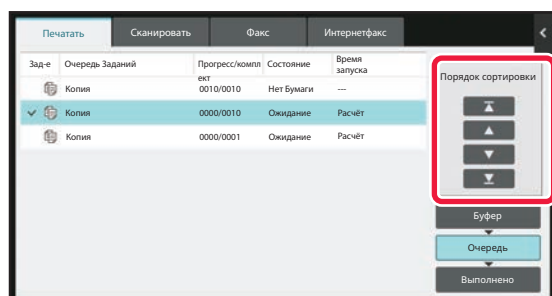 Печатать Сканировать Факс Интернетфакс
Зад-е Очередь Заданий Прогресс/компл ект Состояние Время запуска
Копия 0010/0010 Нет Бумаги ---
Копия 0000/0010 Ожидание Расчёт
Копия 0000/0001 Ожидание Расчёт
Порядок сортировки
Буфер
Очередь
Выполнено